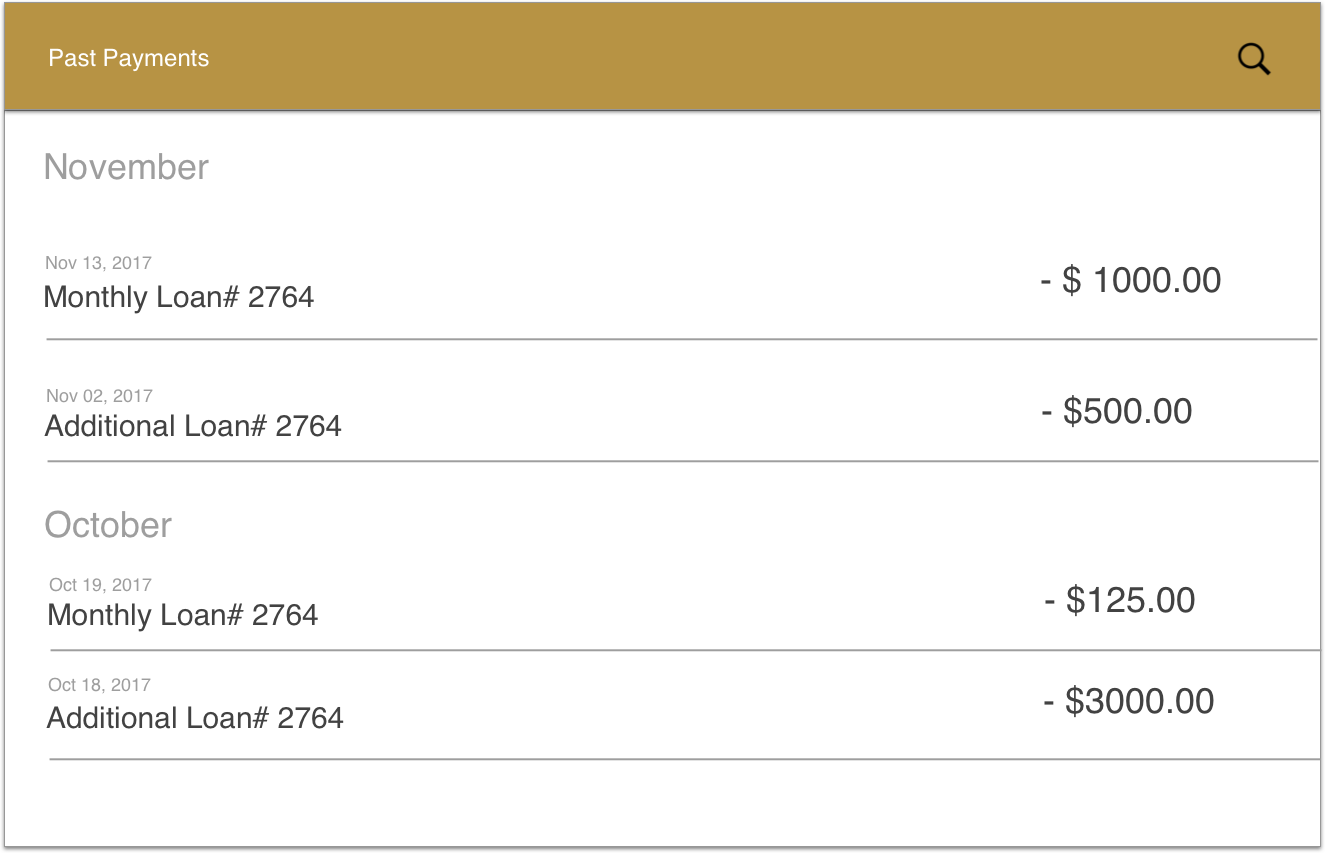 Past Payments
November
Nov 13, 2017
Monthly Loan# 2764
- $ 1000.00
Nov 02, 2017
Additional Loan# 2764
- $500.00
October
Oct 19, 2017
Monthly Loan# 2764
- $125.00
Oct 18, 2017
Additional Loan# 2764
- $3000.00